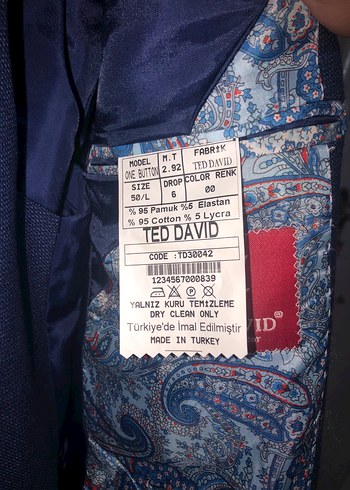 MODEL M.T FABRİK
ONE BUTTON 2.92 TED DAVID
SIZE DROP COLOR RENK
50/L 6 00
% 95 Pamuk %5 Elastan
% 95 Cotton % 5 Lycra
TED DAVID
CODE :TD30042
1234567000839
YALNIZ KURU TEMİZLEME
DRY CLEAN ONLY
Türkiye'de İmal Edilmiştir
MADE IN TURKEY
VID